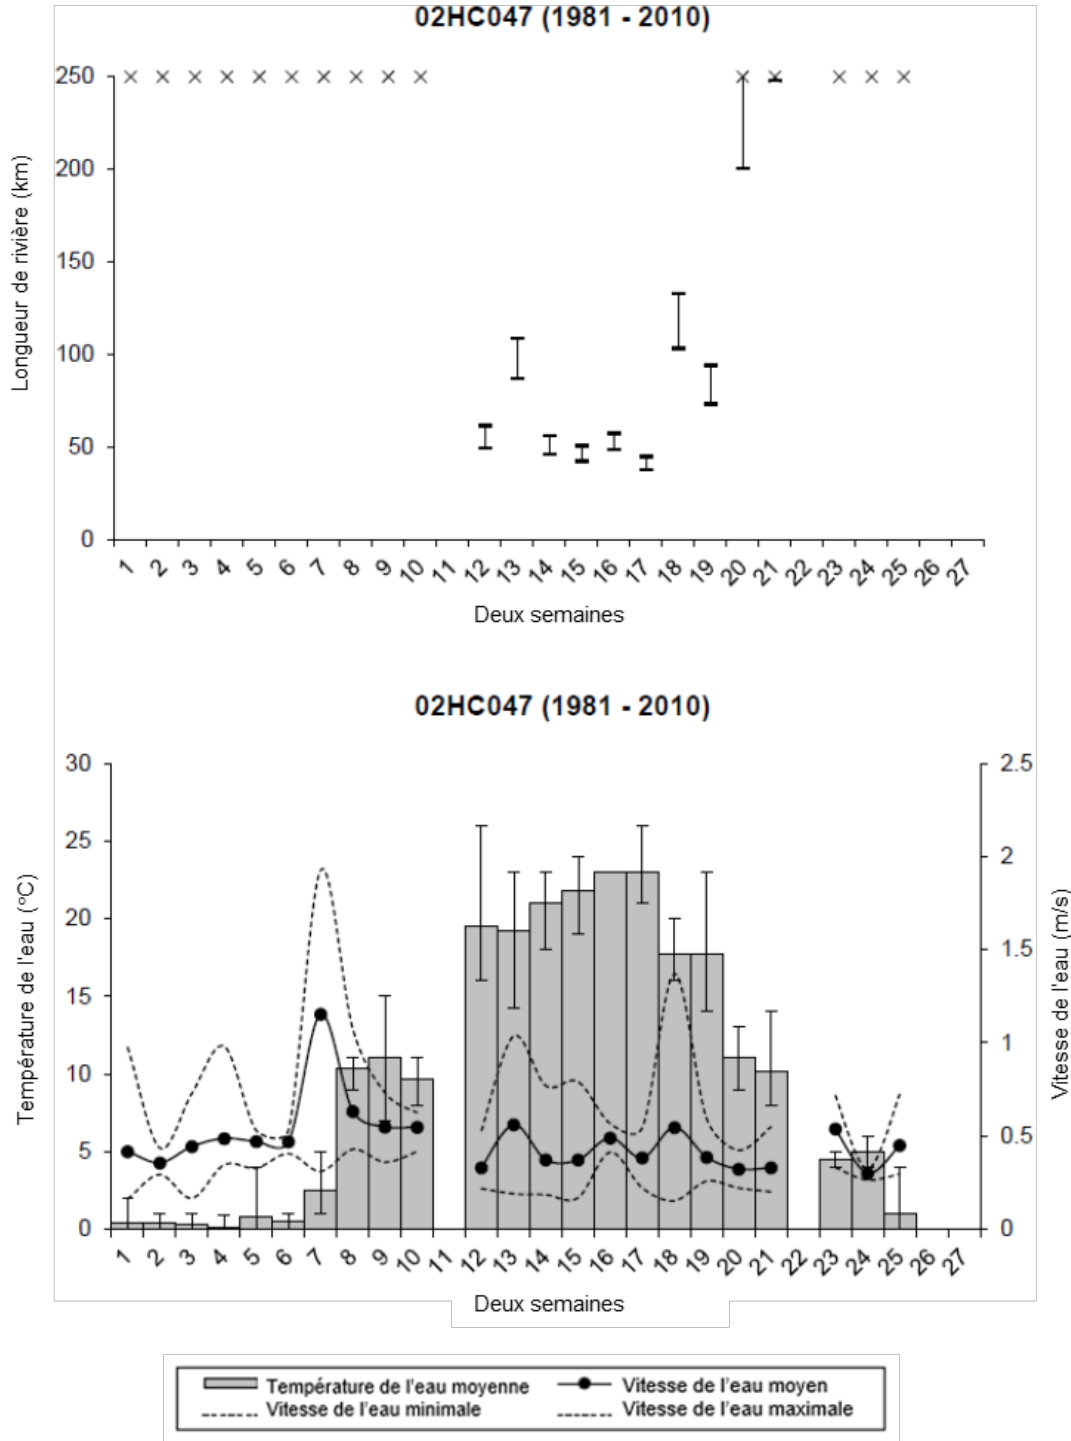 02HC047 (1981 - 2010)
Longueur de rivière (km)
250
200
150
100
50
0
1 2 3 4 5 6 7 8 9 10 11 12 13 14 15 16 17 18 19 20 21 22 23 24 25 26 27
Deux semaines
02HC047 (1981 - 2010)
Température de l'eau (°C)
30
25
20
15
10
5
0
2.5
2
1.5
1
0.5
0
Vitesse de l'eau (m/s)
1 2 3 4 5 6 7 8 9 10 11 12 13 14 15 16 17 18 19 20 21 22 23 24 25 26 27
Deux semaines
Température de l'eau moyenne Vitesse de l'eau moyen
Vitesse de l'eau minimale Vitesse de l'eau maximale